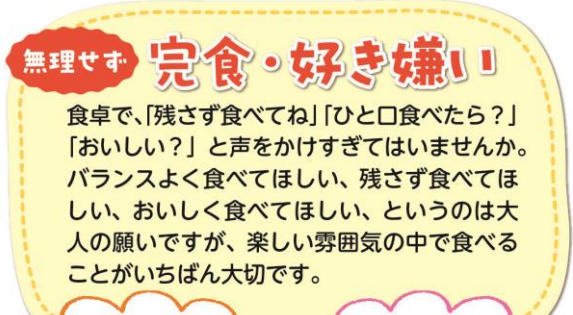 無理せず 完食・好き嫌い
食卓で、「残さず食べてね」「ひと口食べたら？」
「おいしい？」と声をかけすぎてはいませんか。
バランスよく食べてほしい、残さず食べてほ
しい、おいしく食べてほしい、というのは大
人の願いですが、楽しい雰囲気の中で食べる
ことがいちばん大切です。